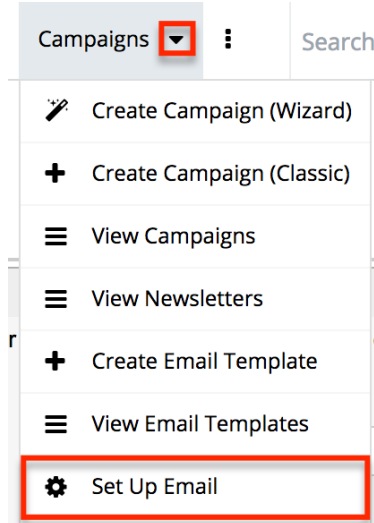 Campaigns
Search
Create Campaign (Wizard)
Create Campaign (Classic)
View Campaigns
View Newsletters
r
Create Email Template
View Email Templates
Set Up Email